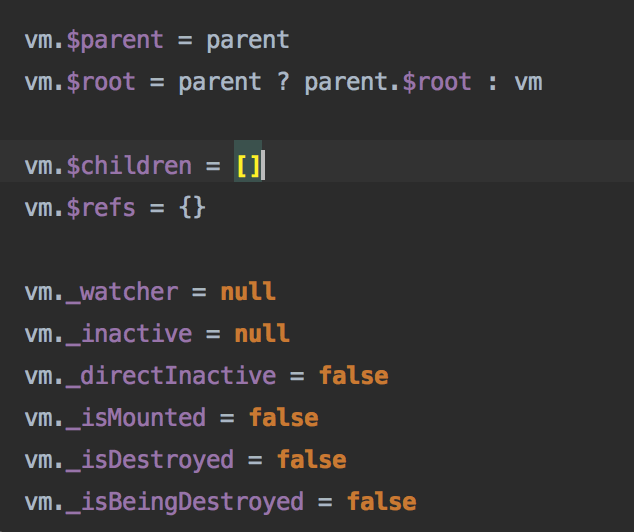 vm.$parent = parent
vm.$root = parent ? parent.$root : vm
vm.$children = []
vm.$refs = {}
vm._watcher = null
vm._inactive = null
vm._directInactive = false
vm._isMounted = false
vm._isDestroyed = false
vm._isBeingDestroyed = false